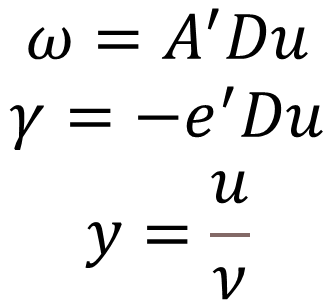 ω = A′Du
γ = −e′Du
y = u/ν